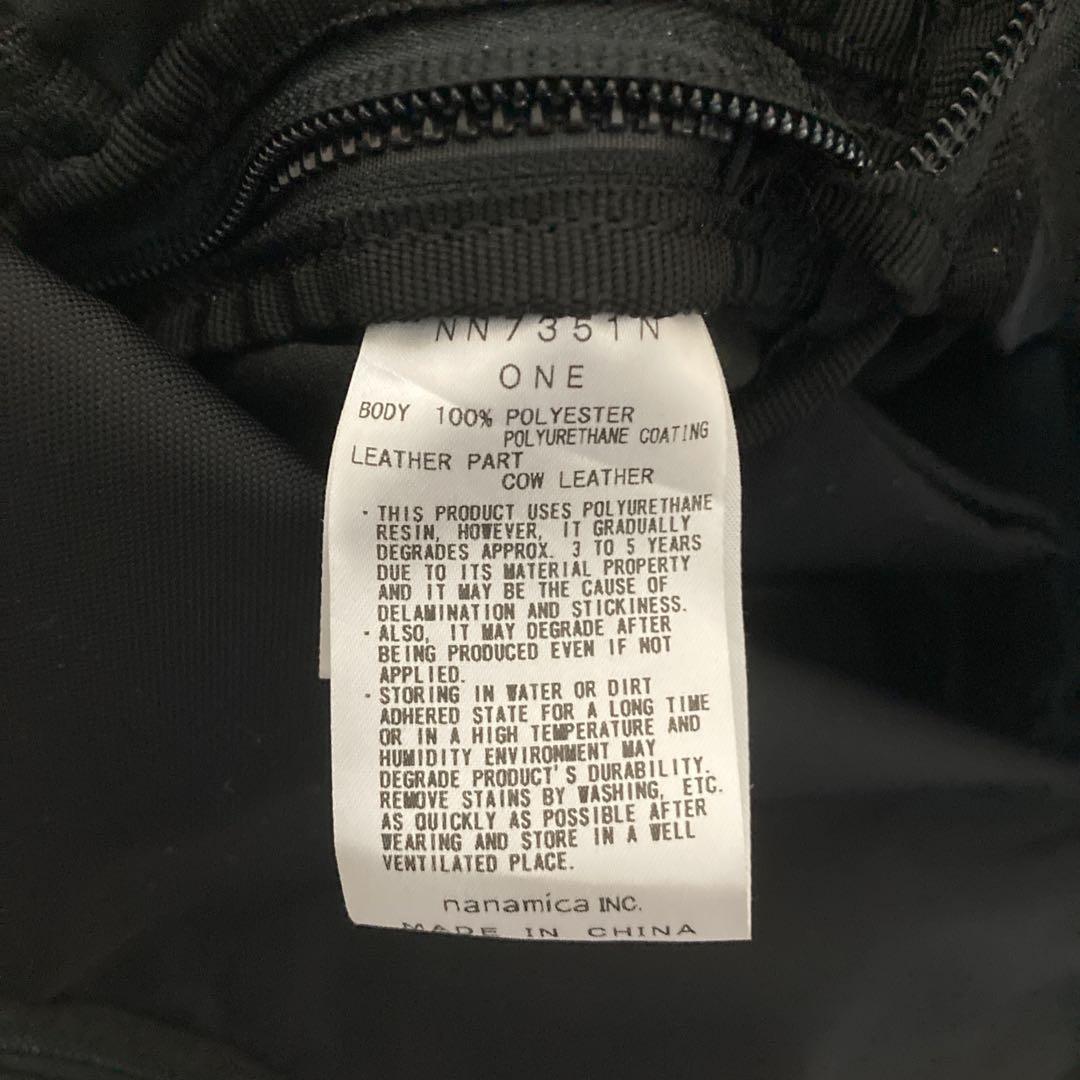 NN7351N
ONE
BODY 100% POLYESTER
POLYURETHANE COATING
LEATHER PART
COW LEATHER
・THIS PRODUCT USES POLYURETHANE
RESIN, HOWEVER, IT GRADUALLY
DEGRADES APPROX. 3 TO 5 YEARS
DUE TO ITS MATERIAL PROPERTY
AND IT MAY BE THE CAUSE OF
DELAMINATION AND STICKINESS.
・ALSO, IT MAY DEGRADE AFTER
BEING PRODUCED EVEN IF NOT
APPLIED.
・STORING IN WATER OR DIRT
ADHERED STATE FOR A LONG TIME
OR IN A HIGH TEMPERATURE AND
HUMIDITY ENVIRONMENT MAY
DEGRADE PRODUCT'S DURABILITY.
REMOVE STAINS BY WASHING, ETC.
AS QUICKLY AS POSSIBLE AFTER
WEARING AND STORE IN A WELL
VENTILATED PLACE.
nanamica INC.
MADE IN CHINA